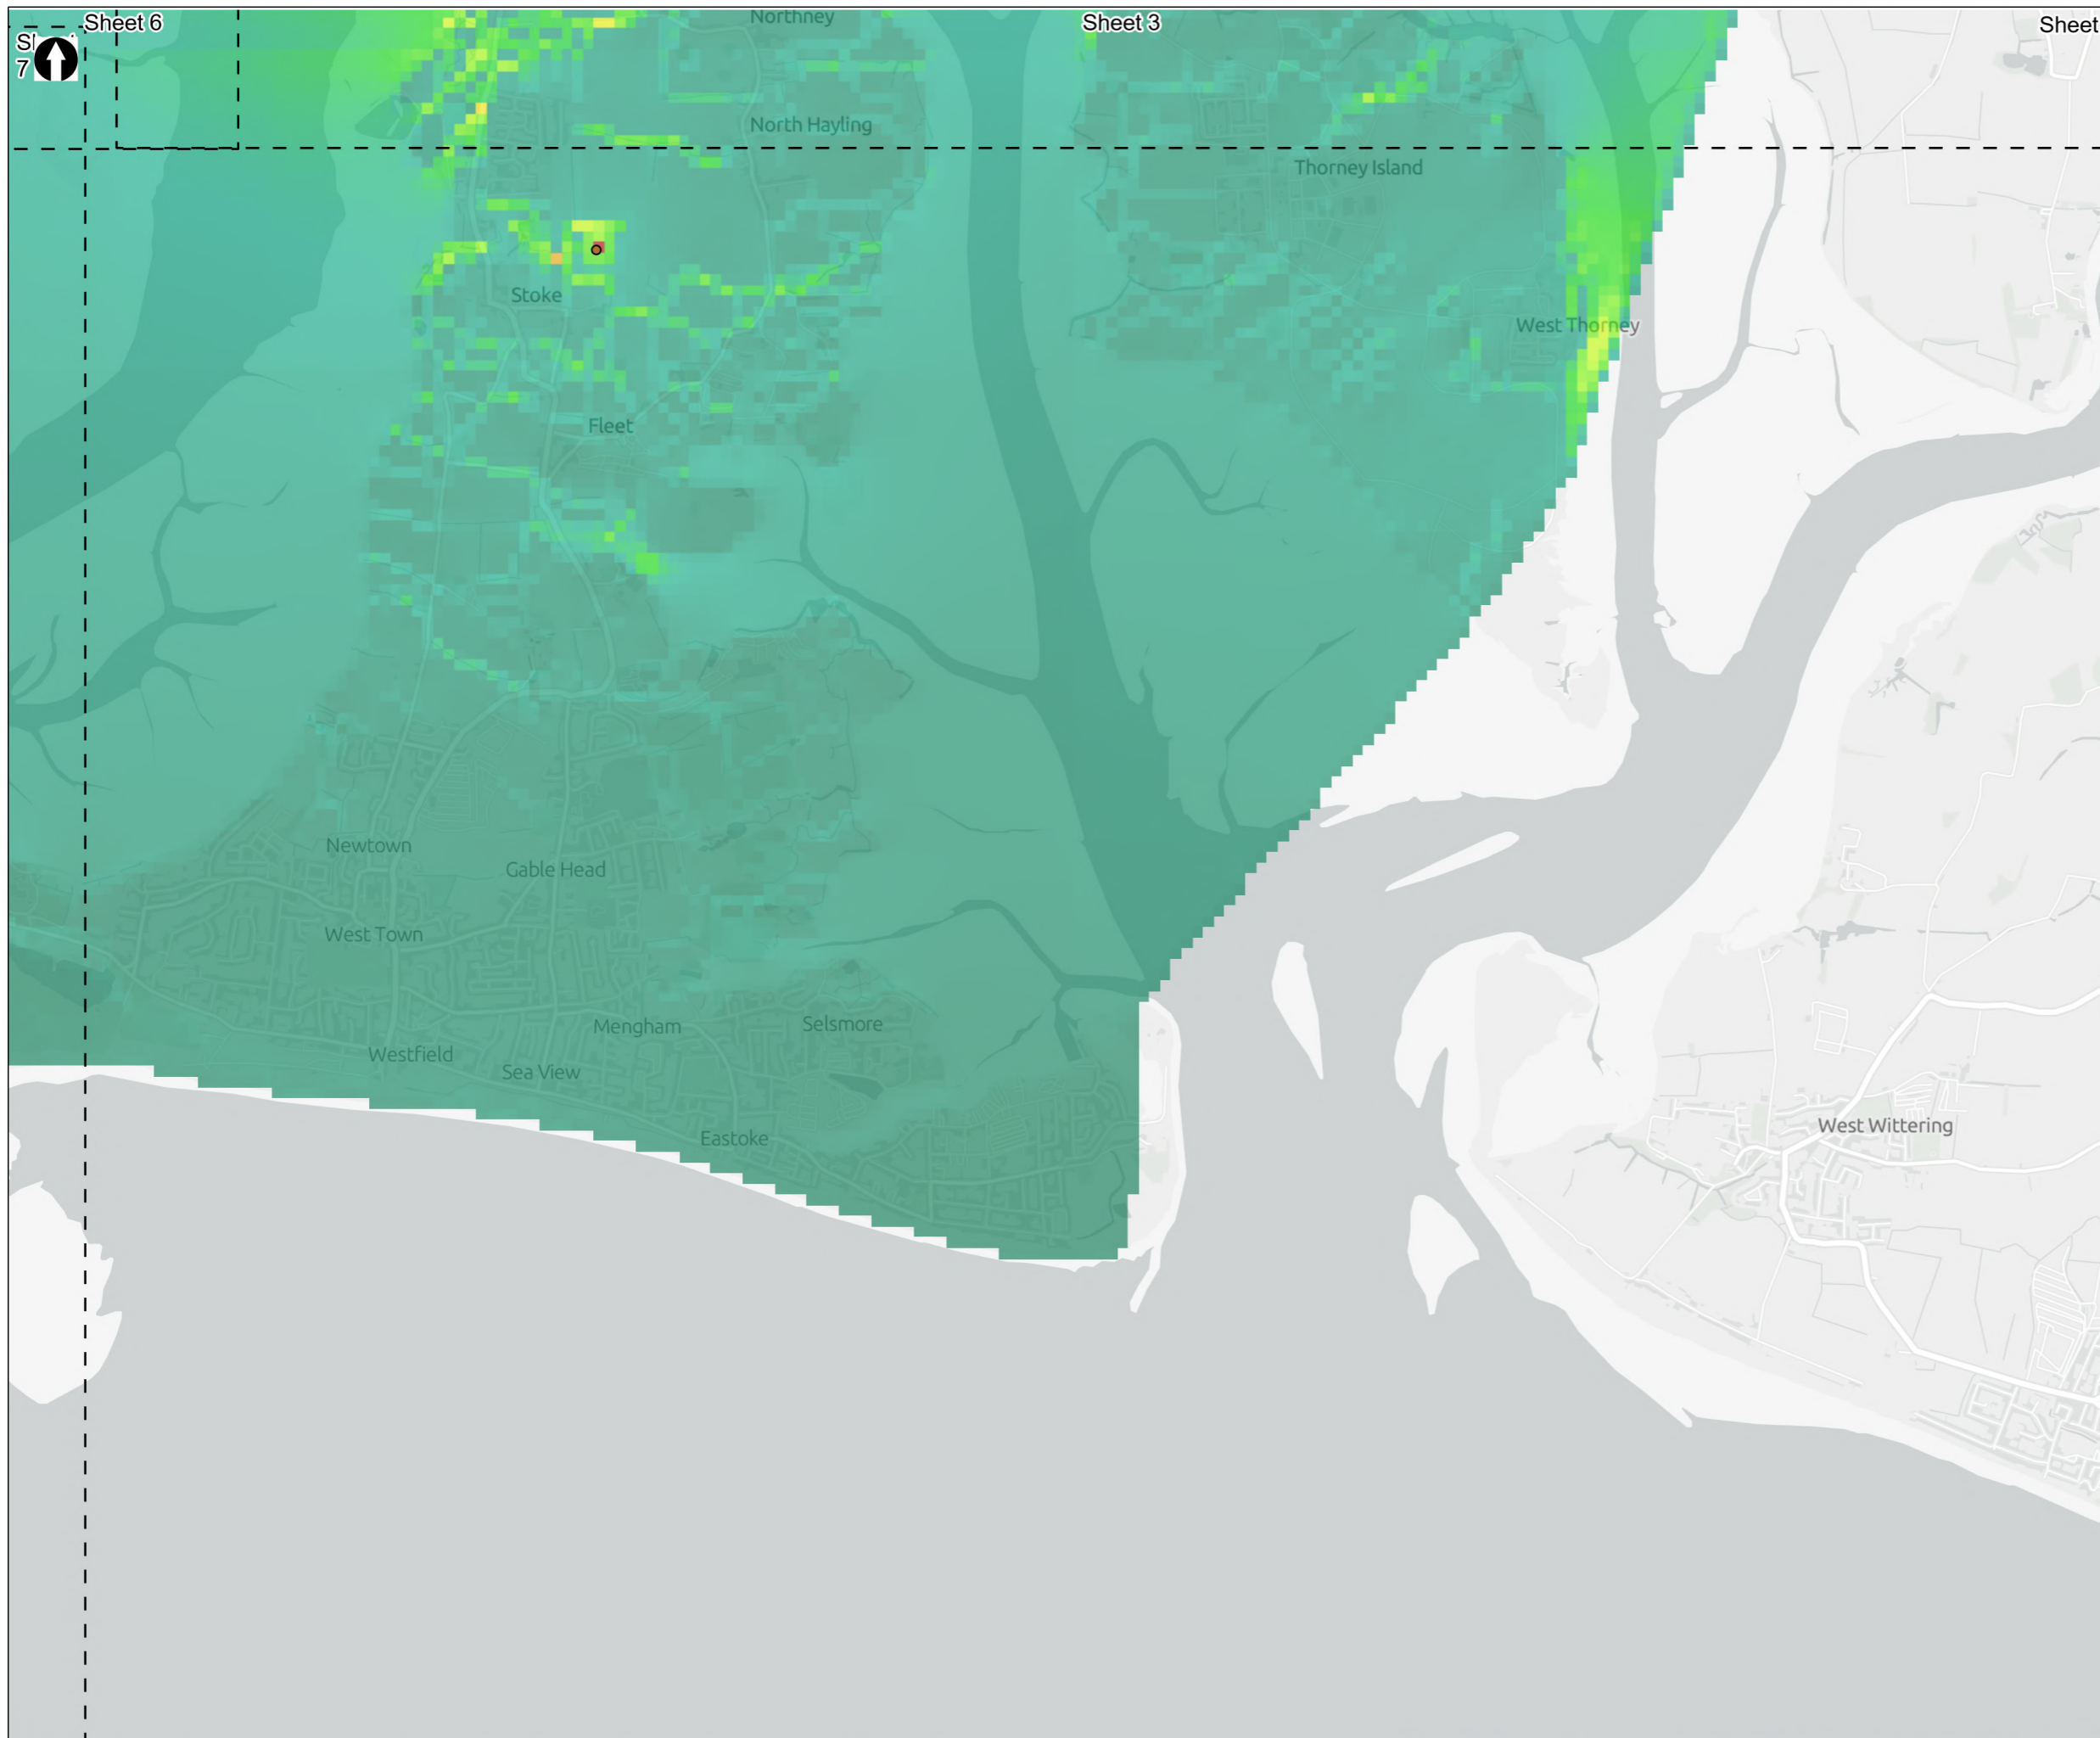 Northney
Sheet 6
Sheet 3
Sheet
7
North Hayling
Thorney Island
Stoke
West Thorney
Fleet
Newtown
Gable Head
West Town
Mengham
Selsmore
Westfield
Sea View
Eastoke
West Wittering